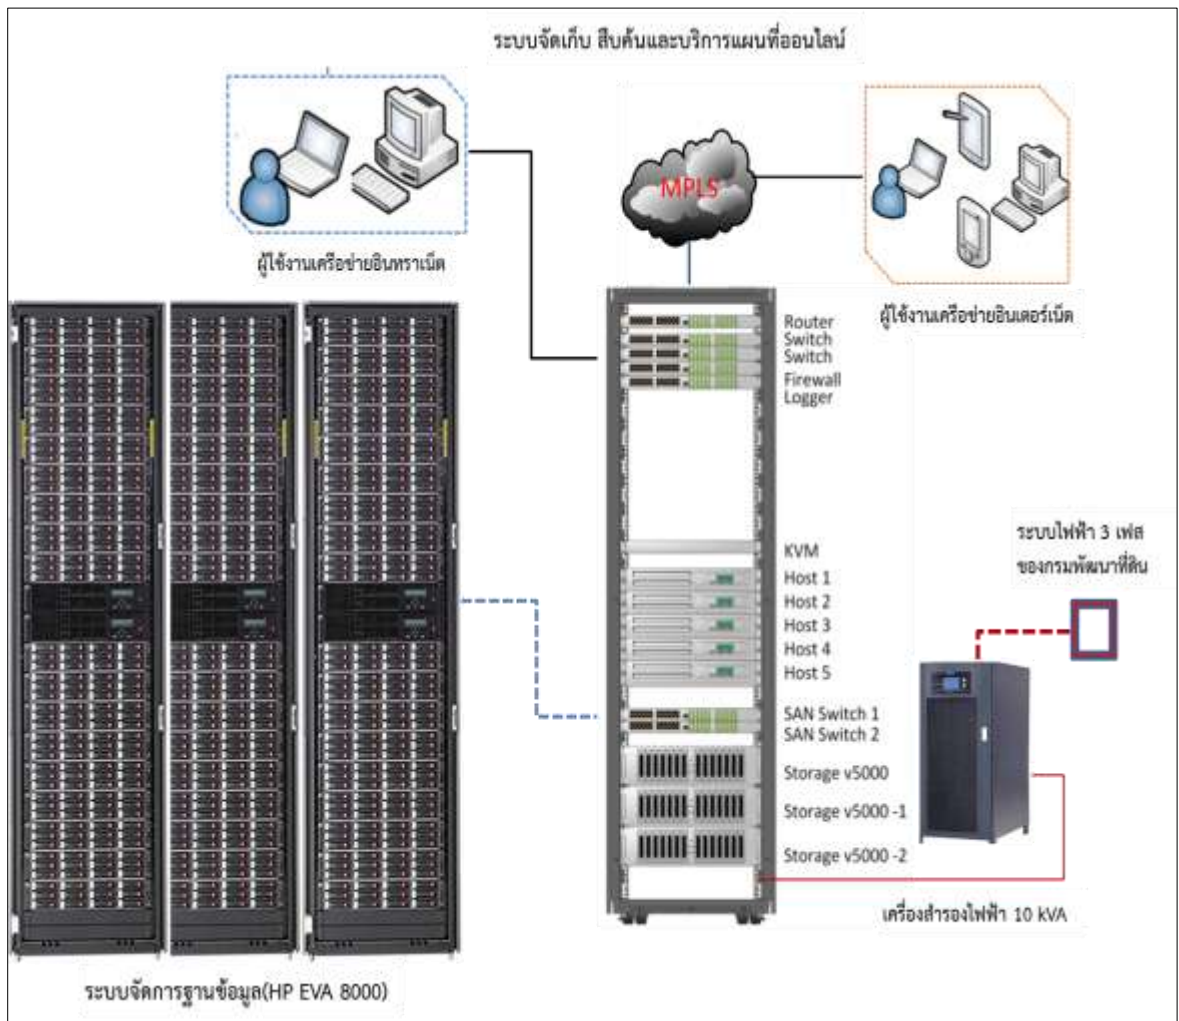 ระบบจัดเก็บ สืบค้นและบริการแผนที่ออนไลน์
MPLS
ผู้ใช้งานเครือข่ายอินทราเน็ต
ผู้ใช้งานเครือข่ายอินเตอร์เน็ต
Router
Switch
Switch
Firewall
Logger
KVM
Host 1
Host 2
Host 3
Host 4
Host 5
SAN Switch 1
SAN Switch 2
Storage v5000
Storage v5000 -1
Storage v5000 -2
ระบบไฟฟ้า 3 เฟส
ของกรมพัฒนาที่ดิน
เครื่องสำรองไฟฟ้า 10 kVA
ระบบจัดการฐานข้อมูล(HP EVA 8000)